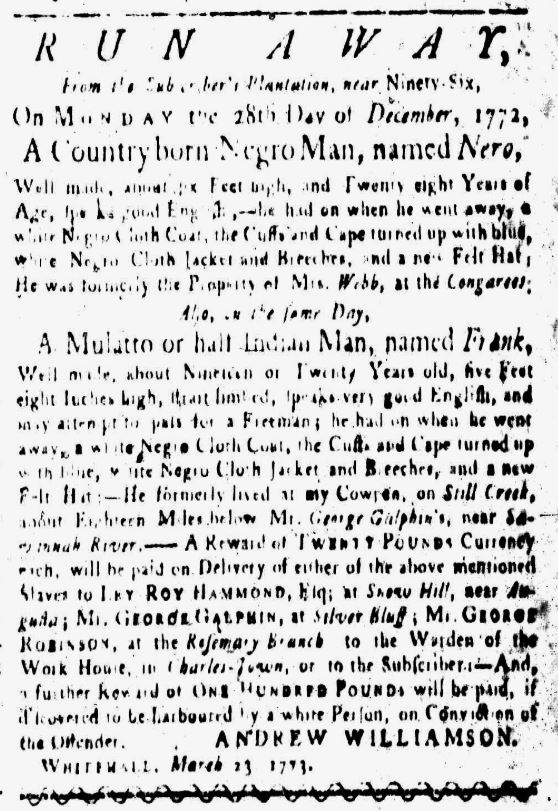 RUN AWAY,
From the Subscriber's Plantation, near Ninety-Six,
On MONDAY the 28th Day of December, 1772,
A Country born Negro Man, named Nero,
Well made, about six Feet high, and Twenty eight Years of
Age, speaks good English,—he had on when he went away, a
white Negro Cloth Coat, the Cuffs and Cape turned up with blue,
white Negro Cloth Jacket and Breeches, and a new Felt Hat;
He was formerly the Property of Mrs. Webb, at the Congarees;
Also, on the same Day,
A Mulatto or half Indian Man, named Frank,
Well made, about Nineteen or Twenty Years old, five Feet
eight Inches high, strait limbed, speaks very good English, and
may attempt to pass for a Freeman; he had on when he went
away, a white Negro Cloth Coat, the Cuffs and Cape turned up
with blue, white Negro Cloth Jacket and Breeches, and a new
Felt Hat:—He formerly lived at my Cowpen, on Still Creek,
about Eighteen Miles below Mr. George Galphin's, near Sa-
vannah River.—A Reward of TWENTY POUNDS Currency
each, will be paid on Delivery of either of the above mentioned
Slaves to LEY ROY HAMMOND, Esq; at Snow Hill, near Au-
gusta; Mr. GEORGE GALPHIN, at Silver Bluff; Mr. GEORGE
ROBINSON, at the Rosemary Branch to the Warden of the
Work House, in Charles-Town, or to the Subscriber:—And,
a further Reward of ONE HUNDRED POUNDS will be paid, if
discovered to be harboured by a white Person, on Conviction of
the Offender. ANDREW WILLIAMSON.
WHITEHALL, March 23 1773.